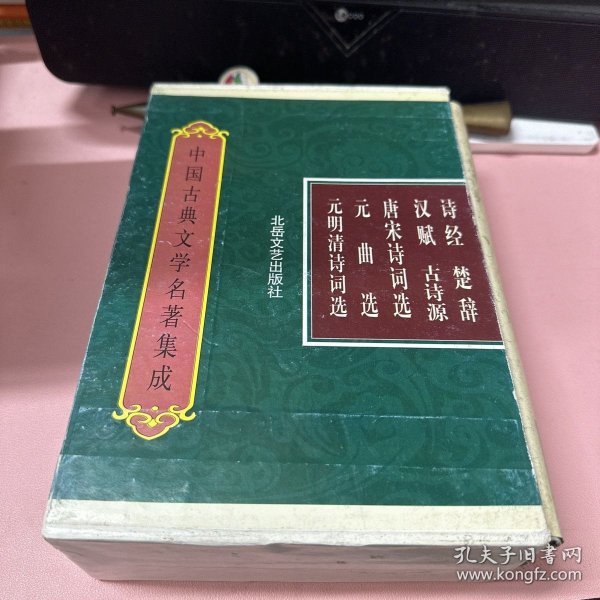 中国古典文学名著集成
诗经 楚辞
汉赋 古诗源
唐宋诗词选
元曲选
元明清诗词选
北岳文艺出版社
孔夫子旧书网
www.kongfz.com